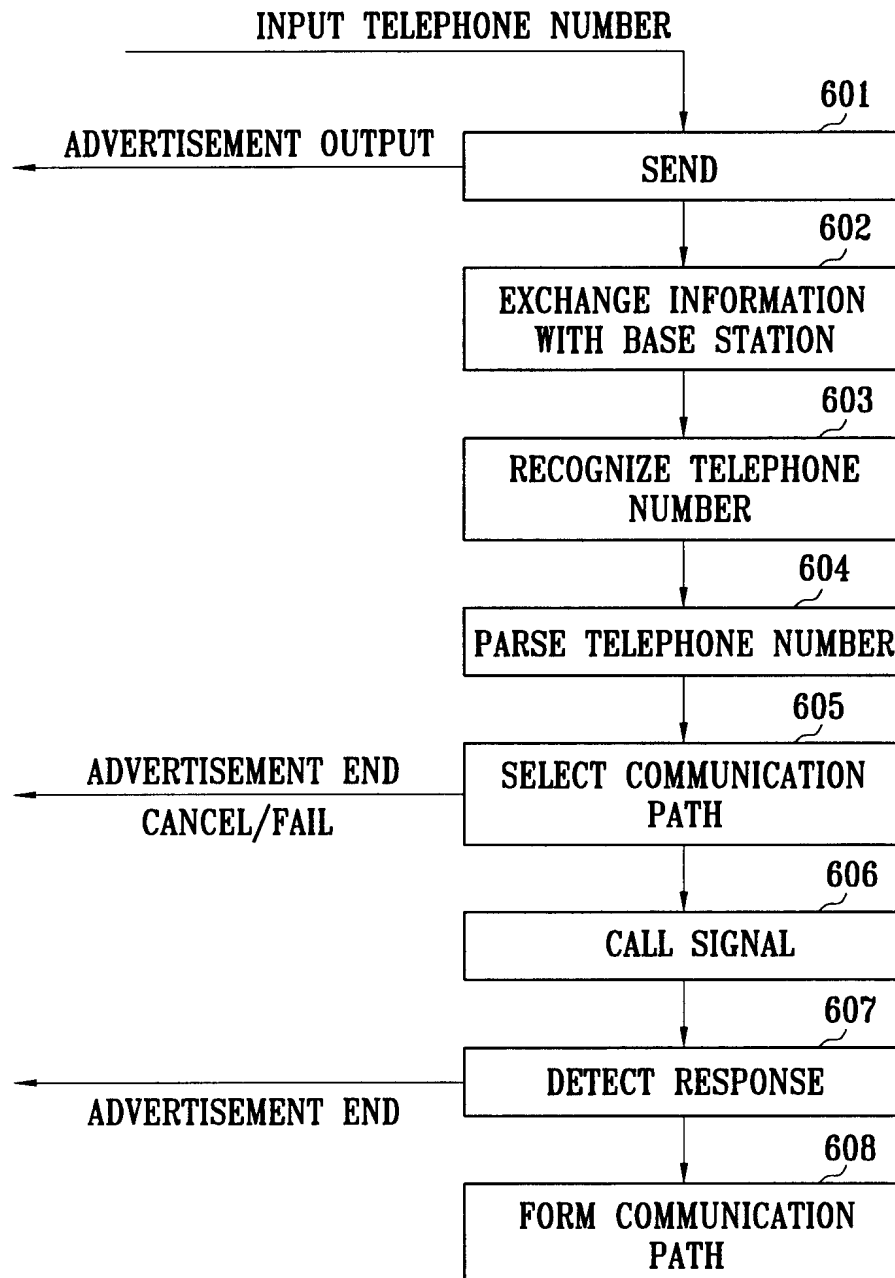 INPUT TELEPHONE NUMBER
601
ADVERTISEMENT OUTPUT
SEND
602
EXCHANGE INFORMATION
WITH BASE STATION
603
RECOGNIZE TELEPHONE
NUMBER
604
PARSE TELEPHONE NUMBER
605
ADVERTISEMENT END
CANCEL/FAIL
SELECT COMMUNICATION
PATH
606
CALL SIGNAL
607
DETECT RESPONSE
ADVERTISEMENT END
608
FORM COMMUNICATION
PATH